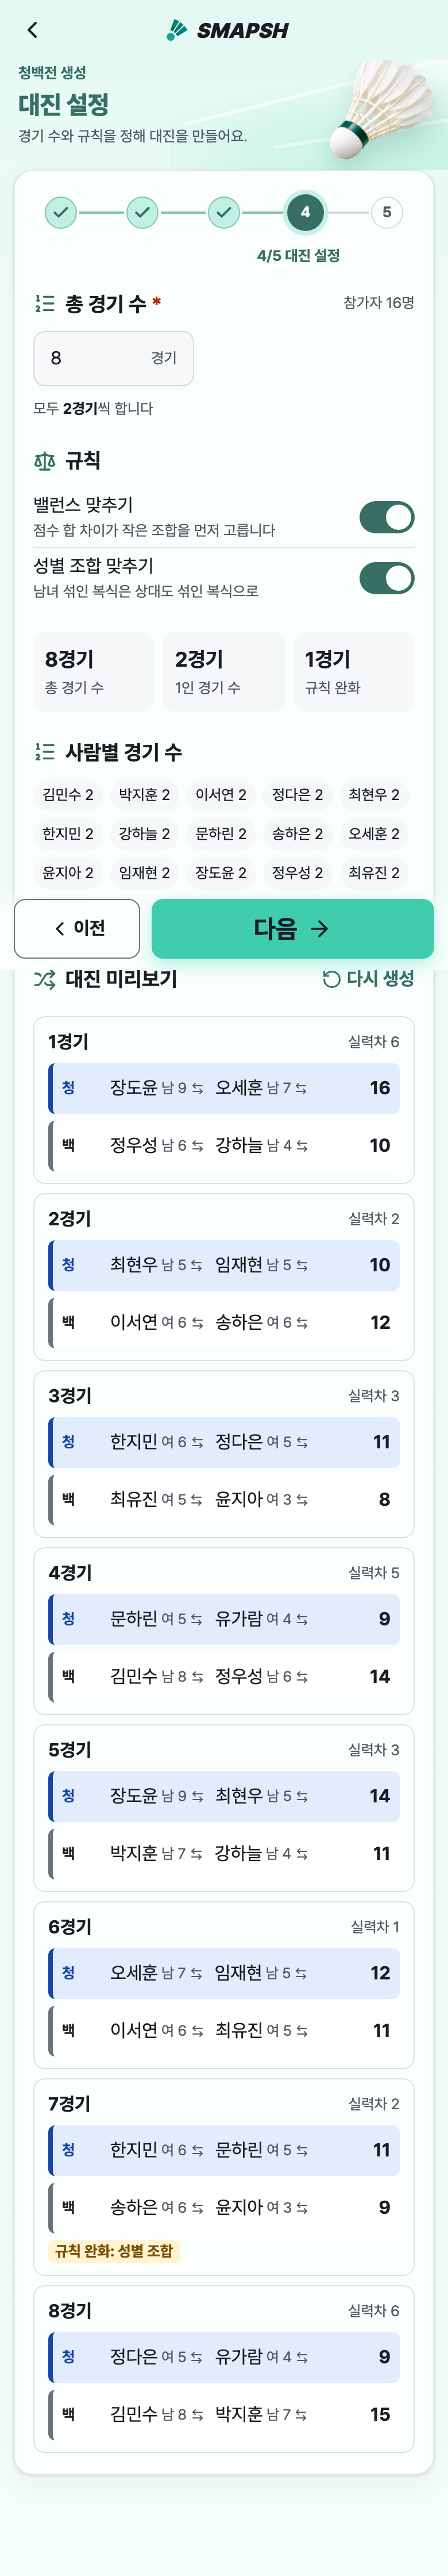 SMAPSH
청백전 생성
대진 설정
경기 수와 규칙을 정해 대진을 만들어요.
4 5
4/5 대진 설정
총 경기 수 * 참가자 16명
8 경기
모두 2경기씩 합니다
규칙
밸런스 맞추기
점수 합 차이가 작은 조합을 먼저 고릅니다
성별 조합 맞추기
남녀 섞인 복식은 상대도 섞인 복식으로
8경기 2경기 1경기
총 경기 수 1인 경기 수 규칙 완화
사람별 경기 수
김민수 2 박지훈 2 이서연 2 정다은 2 최현우 2
한지민 2 강하늘 2 문하린 2 송하은 2 오세훈 2
윤지아 2 임재현 2 장도윤 2 정우성 2 최유진 2
이전 다음
대진 미리보기 다시 생성
1경기 실력차 6
청 장도윤 남 9 오세훈 남 7 16
백 정우성 남 6 강하늘 남 4 10
2경기 실력차 2
청 최현우 남 5 임재현 남 5 10
백 이서연 여 6 송하은 여 6 12
3경기 실력차 3
청 한지민 여 6 정다은 여 5 11
백 최유진 여 5 윤지아 여 3 8
4경기 실력차 5
청 문하린 여 5 유가람 여 4 9
백 김민수 남 8 정우성 남 6 14
5경기 실력차 3
청 장도윤 남 9 최현우 남 5 14
백 박지훈 남 7 강하늘 남 4 11
6경기 실력차 1
청 오세훈 남 7 임재현 남 5 12
백 이서연 여 6 최유진 여 5 11
7경기 실력차 2
청 한지민 여 6 문하린 여 5 11
백 송하은 여 6 윤지아 여 3 9
규칙 완화: 성별 조합
8경기 실력차 6
청 정다은 여 5 유가람 여 4 9
백 김민수 남 8 박지훈 남 7 15